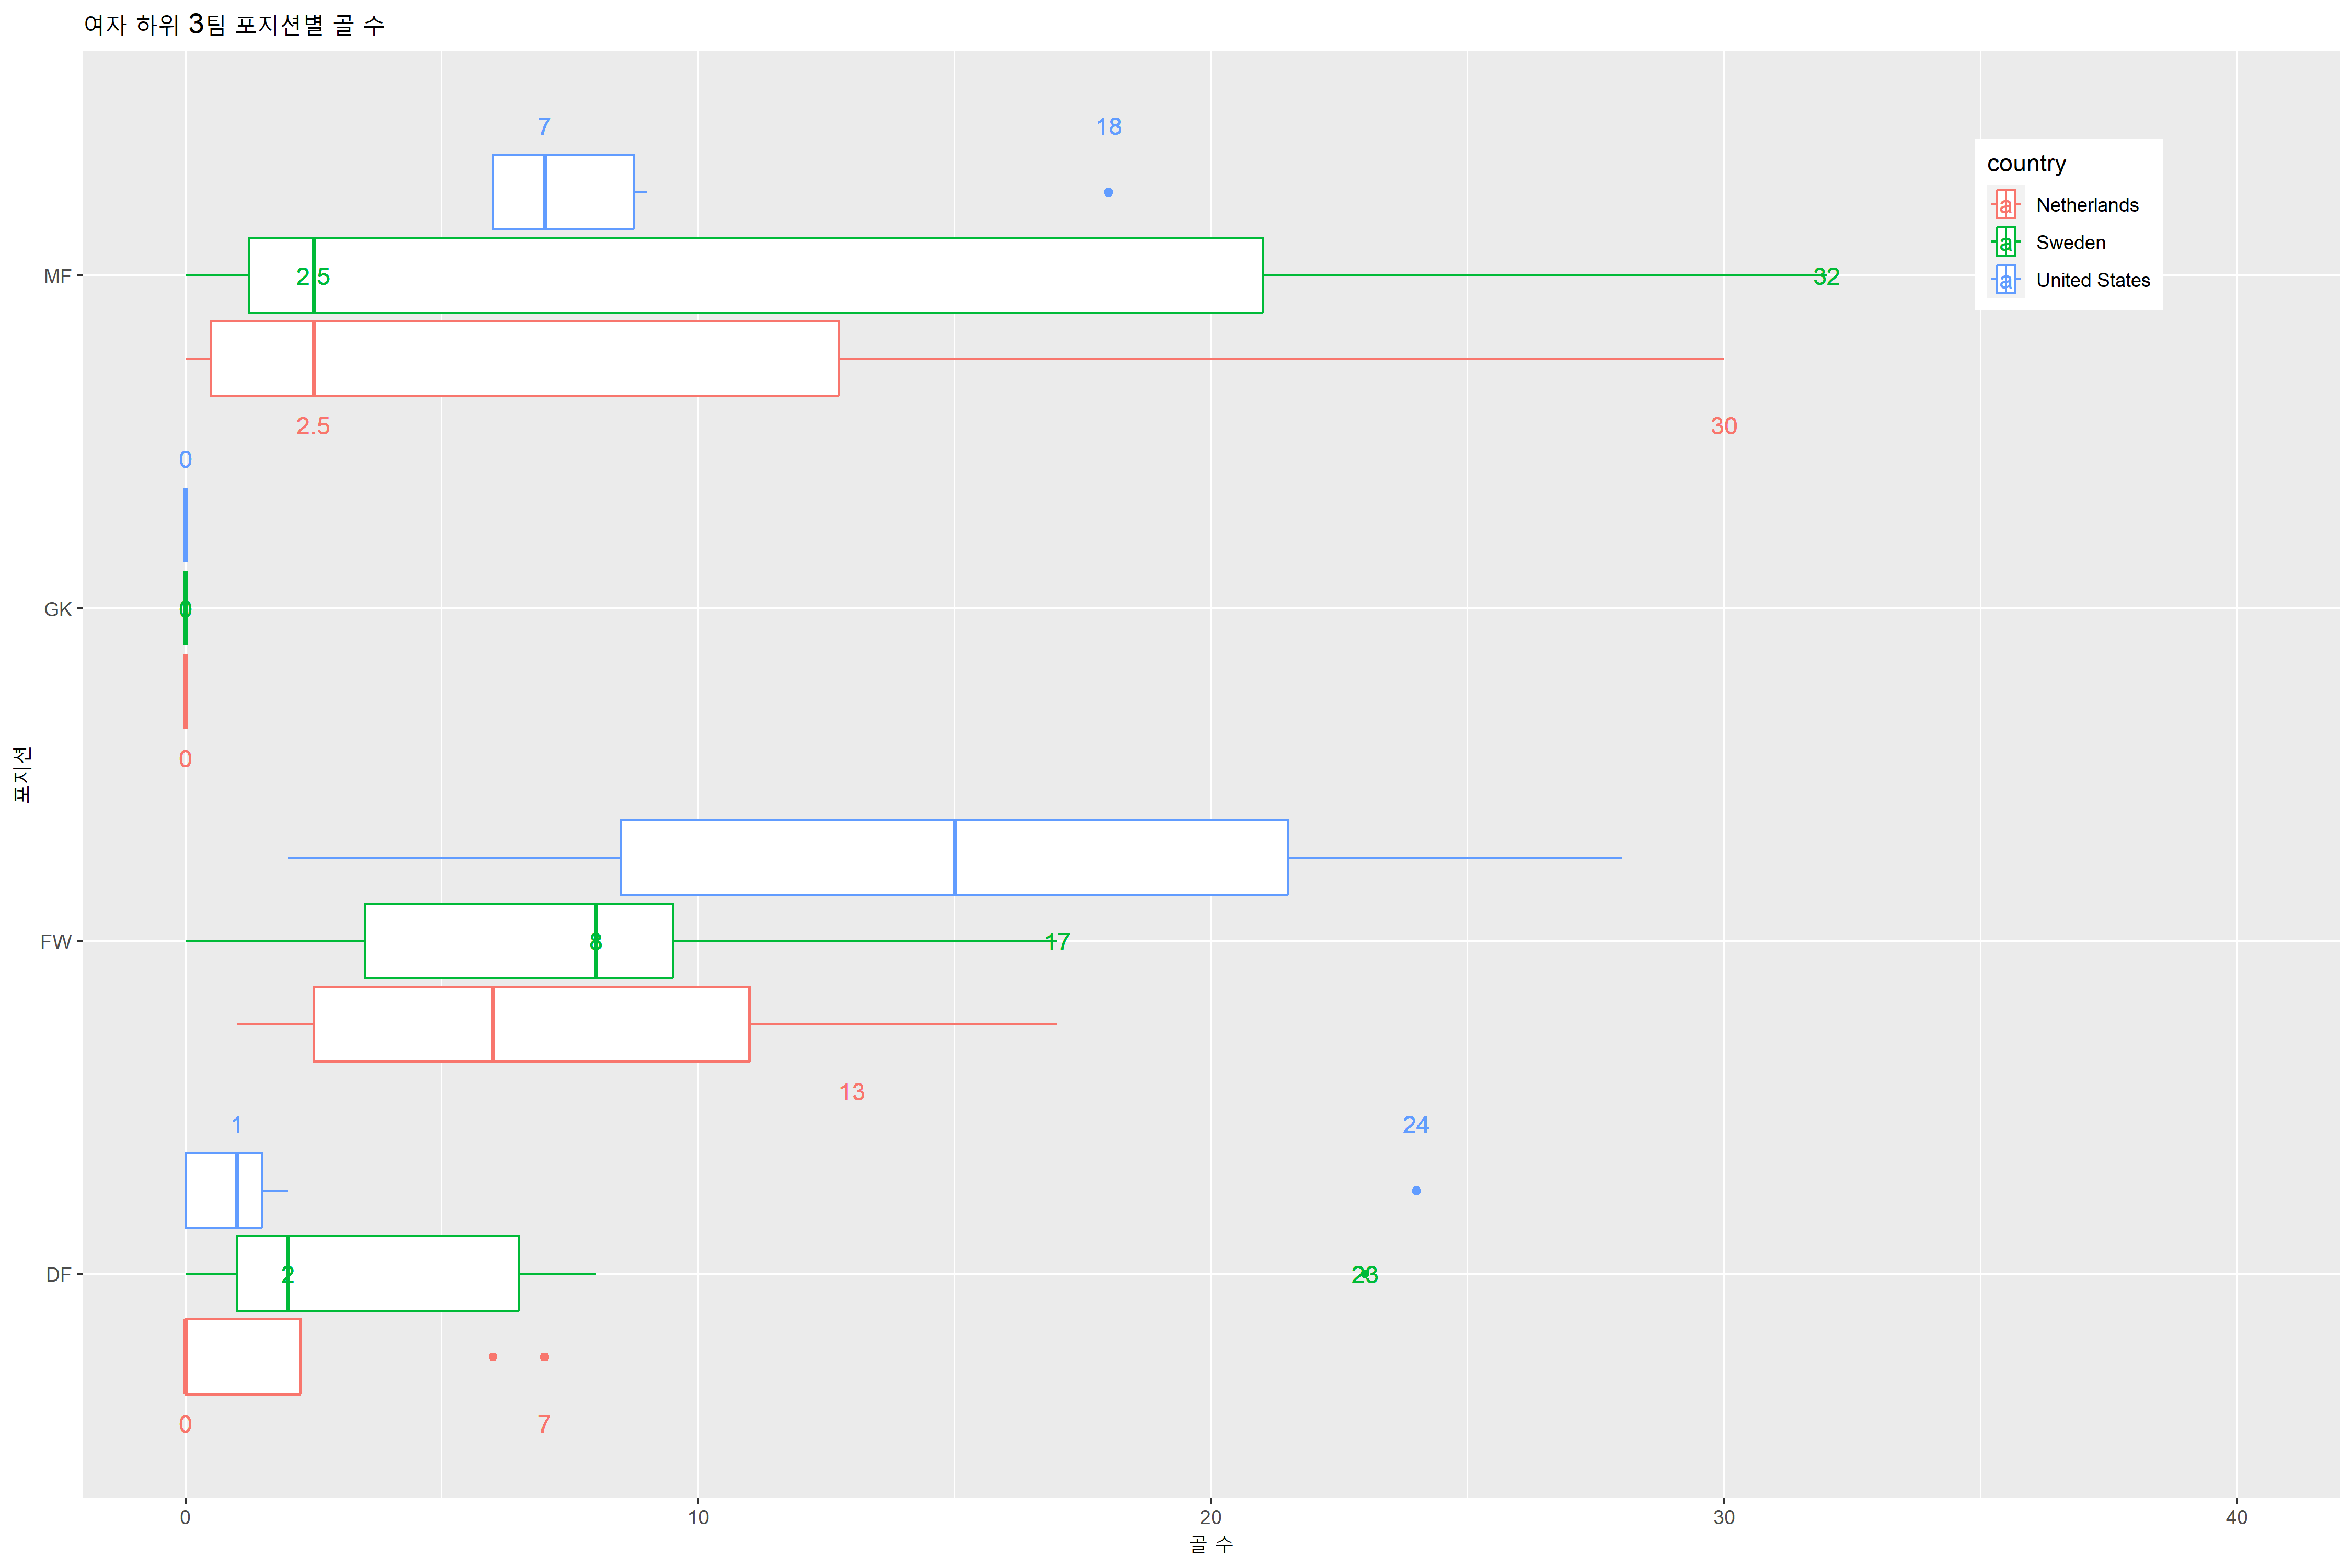 여자 하위 3팀 포지션별 골 수
7 18
country
a Netherlands
a Sweden
a United States
MF 2.5 32
2.5 30
0
GK 0
0
포지션
FW 8 17
13
1 24
DF 2 23
0 7
0 10 20 30 40
골 수